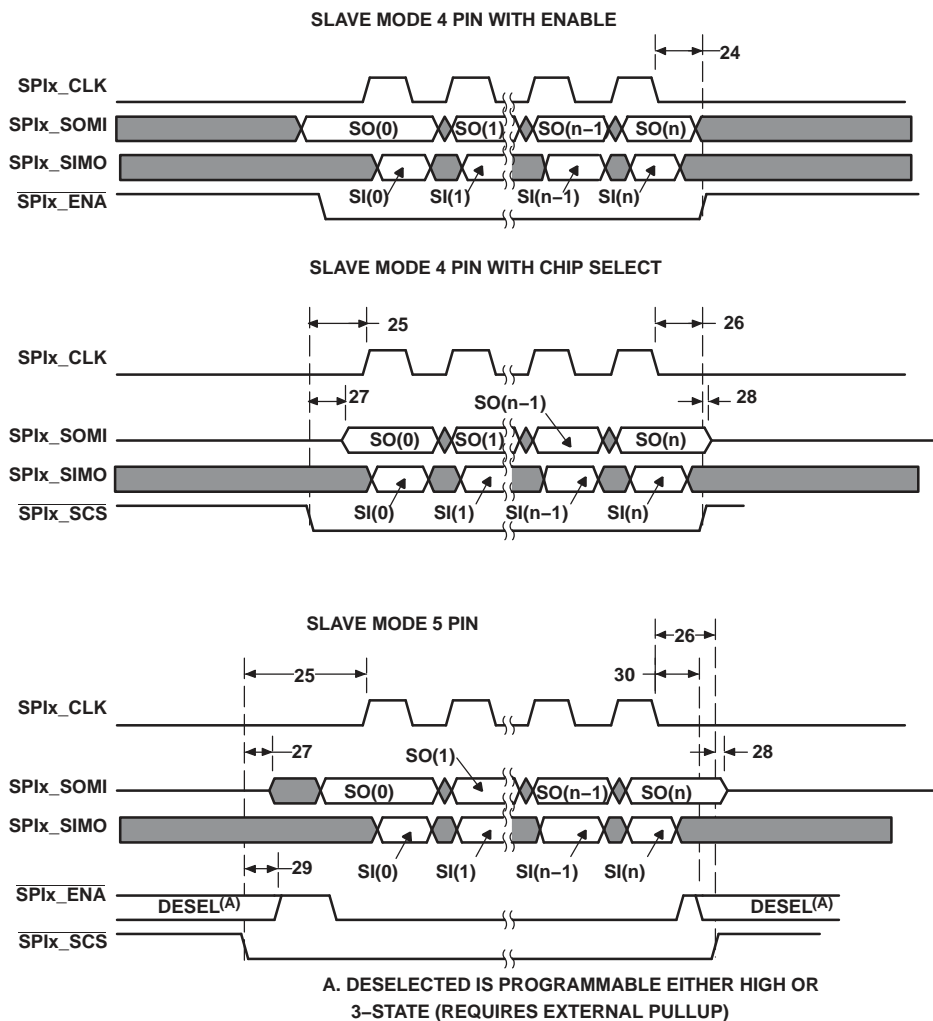 SLAVE MODE 4 PIN WITH ENABLE
24
SPIx_CLK
SPIx_SOMI
SO(0) SO(1) SO(n−1 SO(n)
SPIx_SIMO
SI(0) SI(1) SI(n−1) SI(n)
SPIx_ENA
SLAVE MODE 4 PIN WITH CHIP SELECT
25 26
SPIx_CLK
27 SO(n−1) 28
SPIx_SOMI
SO(0) SO(1) SO(n)
SPIx_SIMO
SPIx_SCS
SI(0) SI(1) SI(n−1) SI(n)
SLAVE MODE 5 PIN
26
25 30
SPIx_CLK
27 SO(1) 28
SPIx_SOMI
SO(0) SO(n−1) SO(n)
SPIx_SIMO
29 SI(0) SI(1) SI(n−1) SI(n)
SPIx_ENA
DESEL(A) DESEL(A)
SPIx_SCS
A. DESELECTED IS PROGRAMMABLE EITHER HIGH OR
3−STATE (REQUIRES EXTERNAL PULLUP)